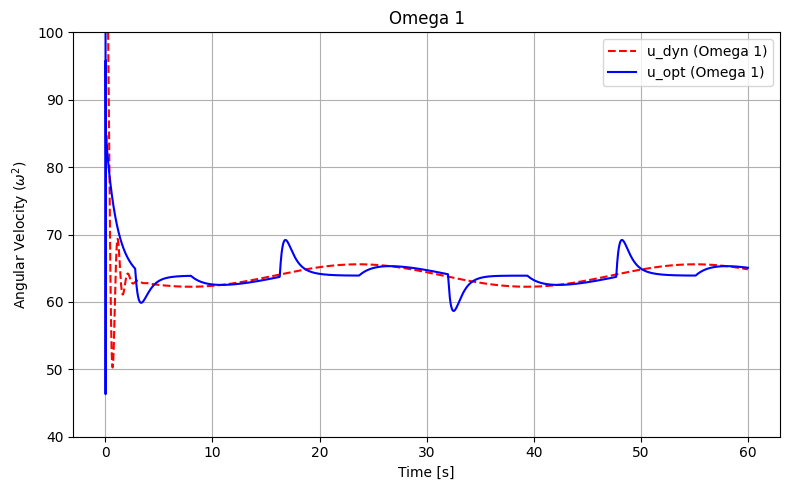 Omega 1
u_dyn (Omega 1)
u_opt (Omega 1)
Angular Velocity (ω²)
100
90
80
70
60
50
40
0 10 20 30 40 50 60
Time [s]